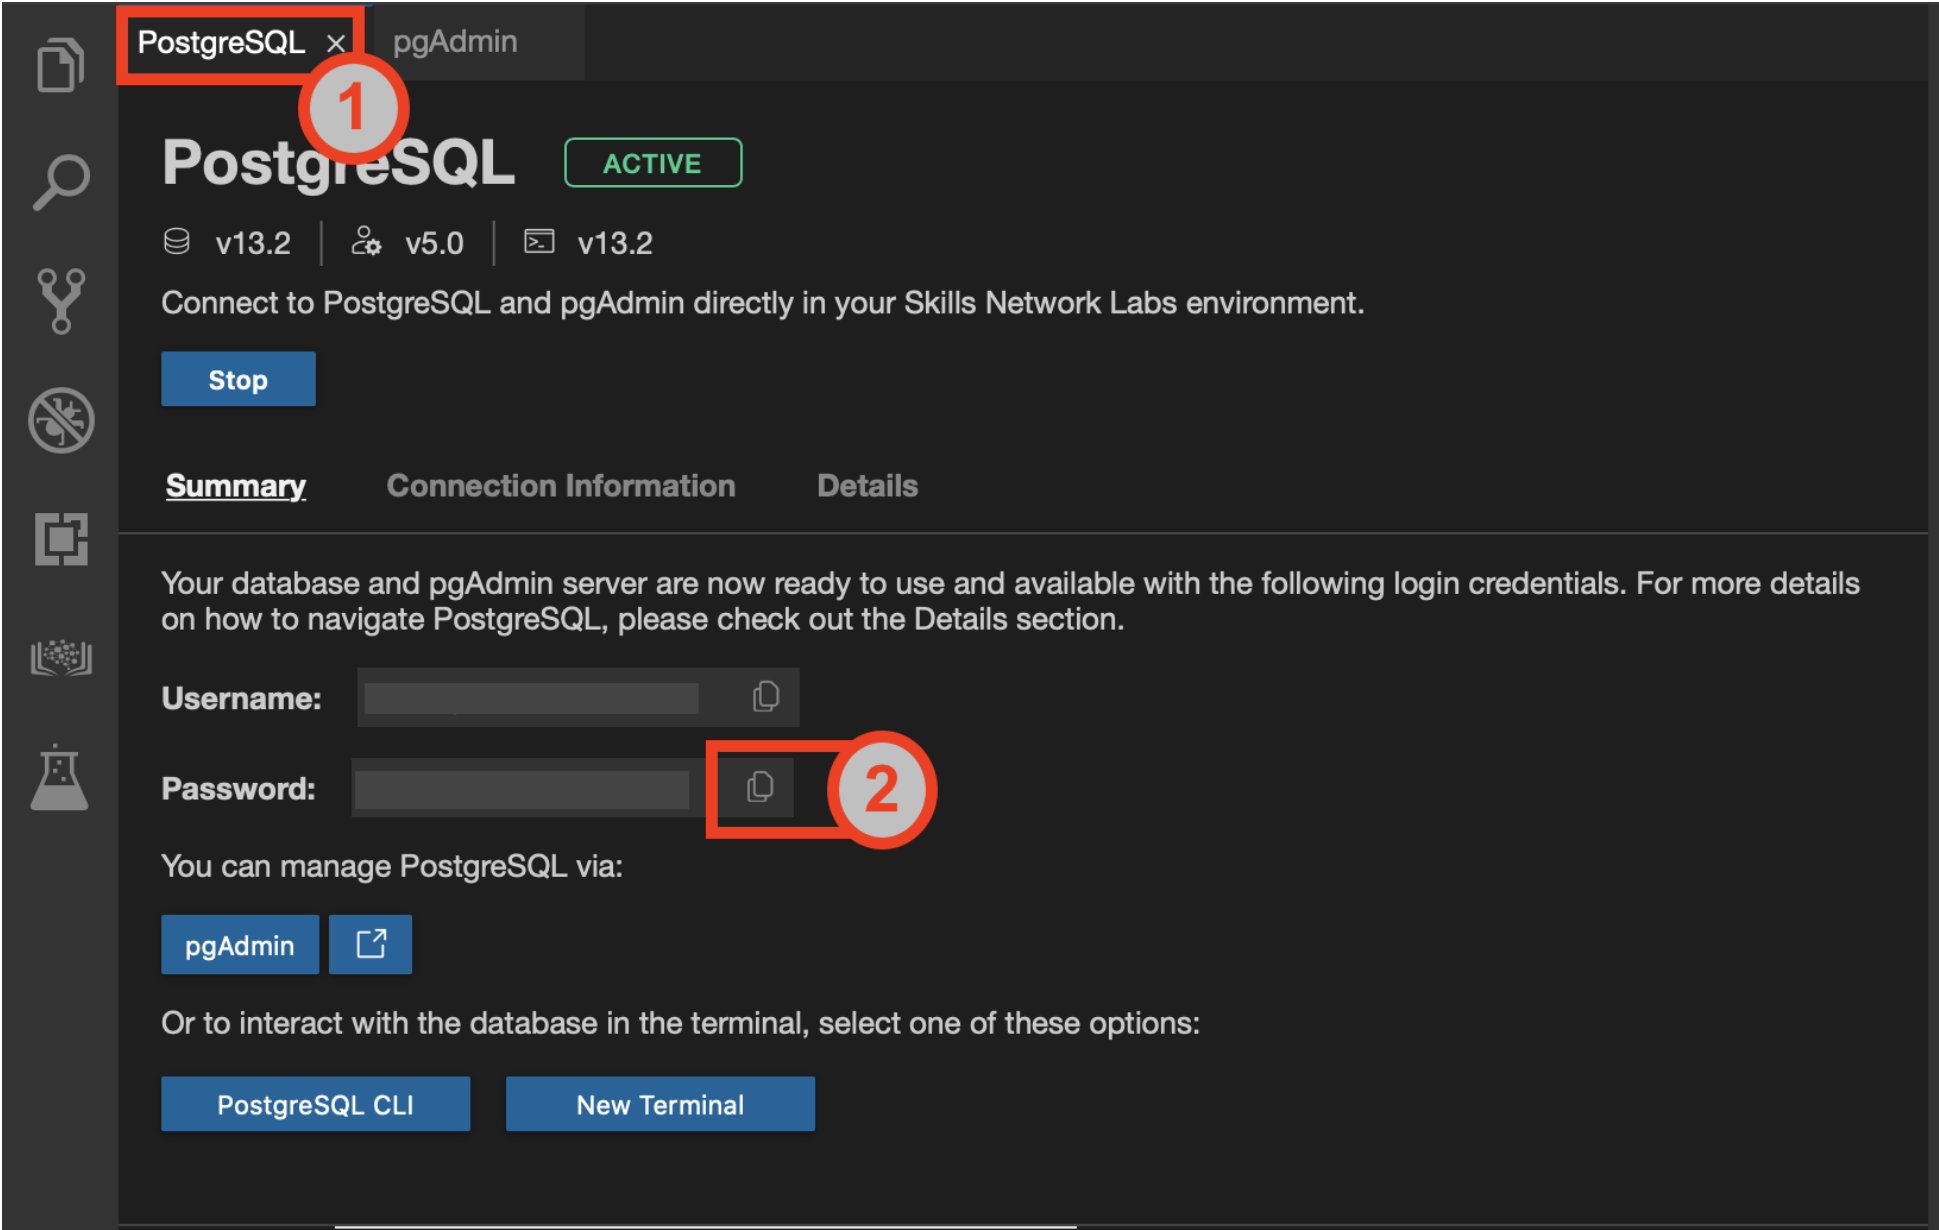 PostgreSQL × pgAdmin
1
PostgreSQL ACTIVE
v13.2 v5.0 v13.2
Connect to PostgreSQL and pgAdmin directly in your Skills Network Labs environment.
Stop
Summary Connection Information Details
Your database and pgAdmin server are now ready to use and available with the following login credentials. For more details
on how to navigate PostgreSQL, please check out the Details section.
Username:
Password: 2
You can manage PostgreSQL via:
pgAdmin
Or to interact with the database in the terminal, select one of these options:
PostgreSQL CLI New Terminal